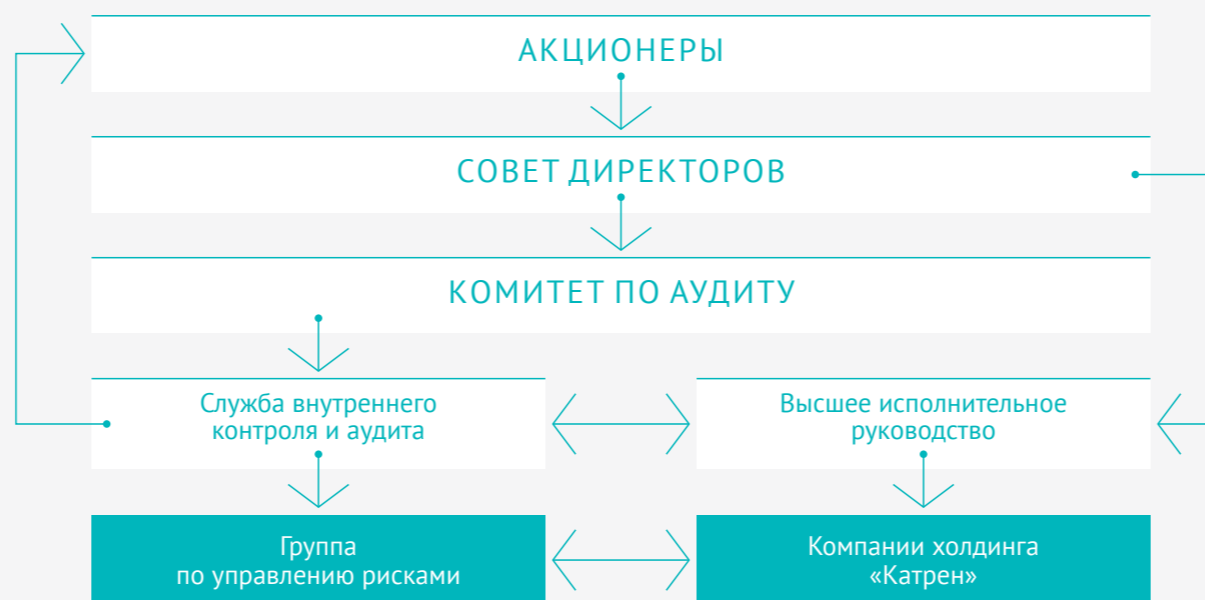 АКЦИОНЕРЫ
СОВЕТ ДИРЕКТОРОВ
КОМИТЕТ ПО АУДИТУ
Служба внутреннего
контроля и аудита
Высшее исполнительное
руководство
Группа
по управлению рисками
Компании холдинга
«Катрен»